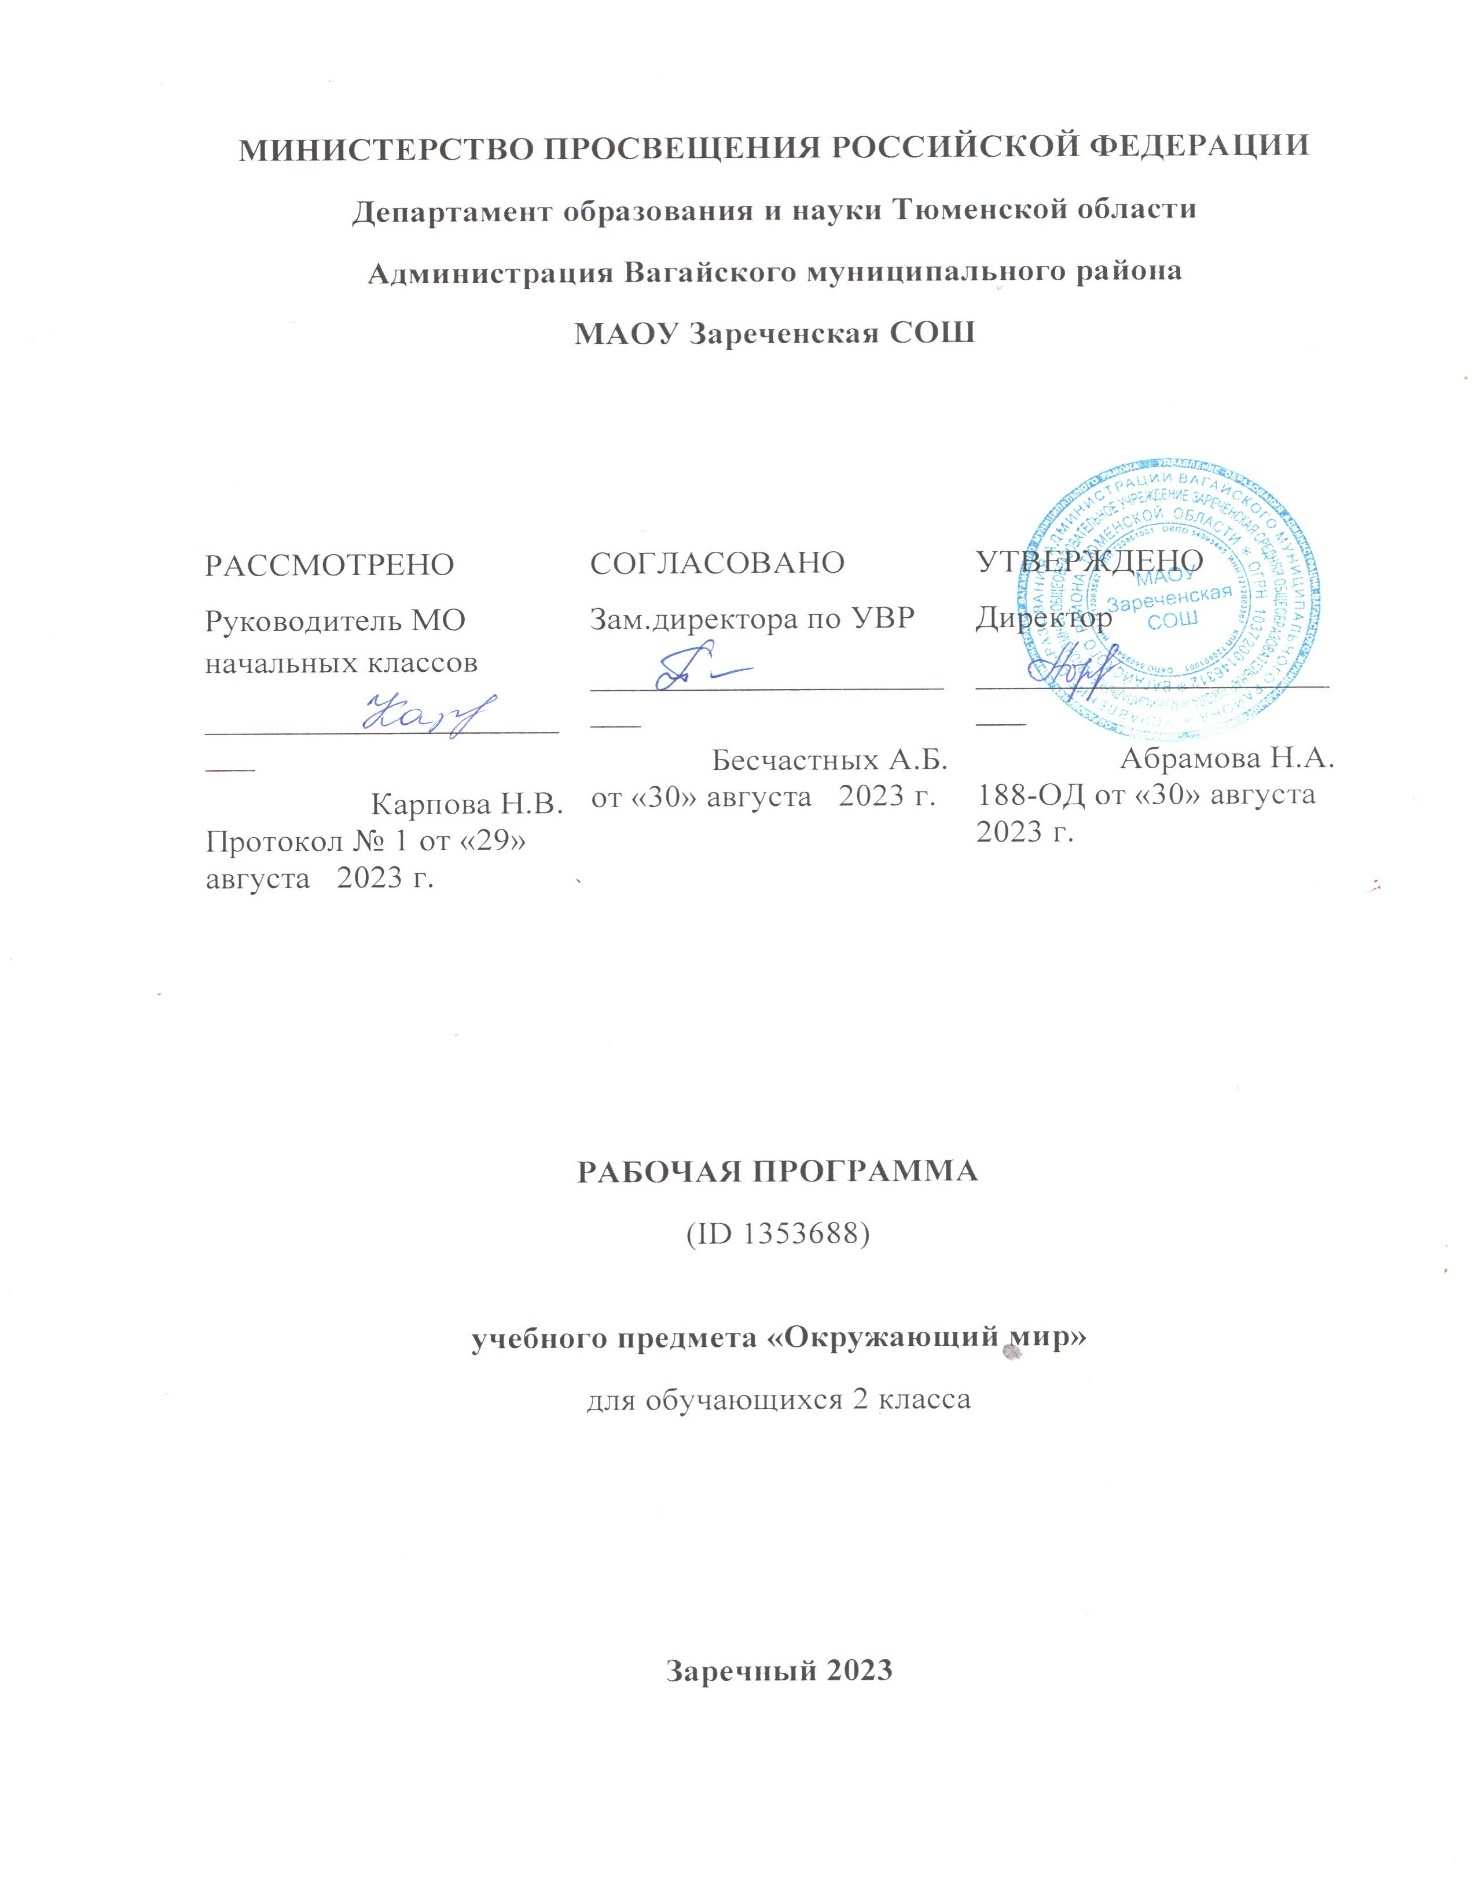 МИНИСТЕРСТВО ПРОСВЕЩЕНИЯ РОССИЙСКОЙ ФЕДЕРАЦИИ
Департамент образования и науки Тюменской области
Администрация Вагайского муниципального района
МАОУ Зареченская СОШ
РАССМОТРЕНО
Руководитель МО
начальных классов
Карпова Н.В.
Протокол № 1 от «29»
августа 2023 г.
СОГЛАСОВАНО
Зам.директора по УВР
Бесчастных А.Б.
от «30» августа 2023 г.
УТВЕРЖДЕНО
Директор
Абрамова Н.А.
188-ОД от «30» августа
2023 г.
МАОУ
Зареченская
СОШ
РАБОЧАЯ ПРОГРАММА
(ID 1353688)
учебного предмета «Окружающий мир»
для обучающихся 2 класса
Заречный 2023